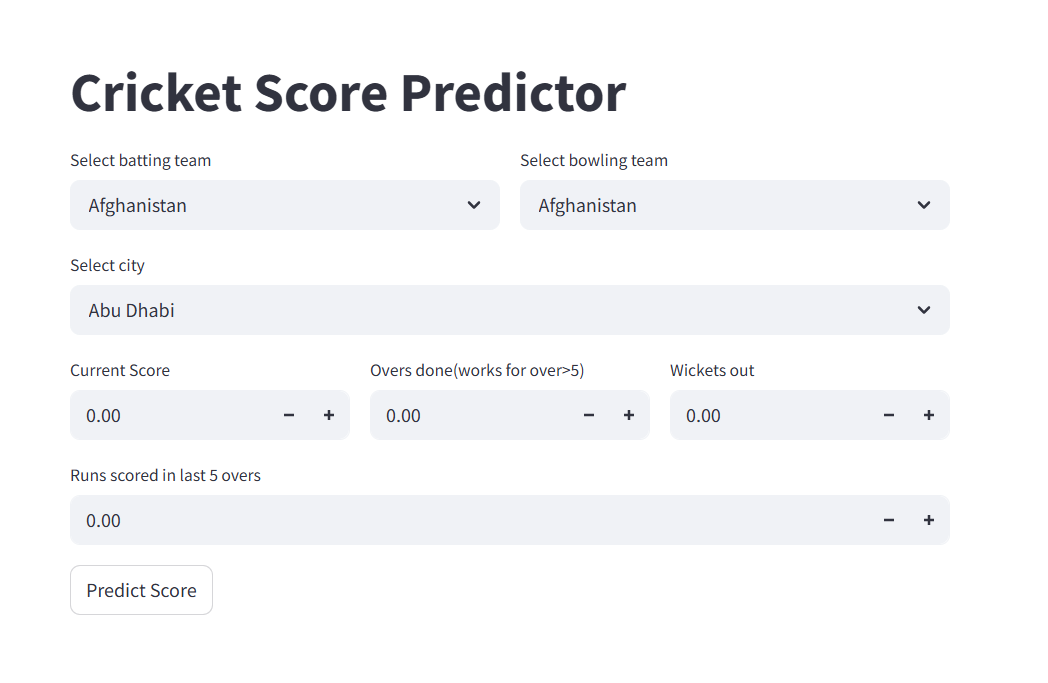 Cricket Score Predictor
Select batting team Select bowling team
Afghanistan Afghanistan
Select city
Abu Dhabi
Current Score Overs done(works for over>5) Wickets out
0.00 0.00 0.00
Runs scored in last 5 overs
0.00
Predict Score